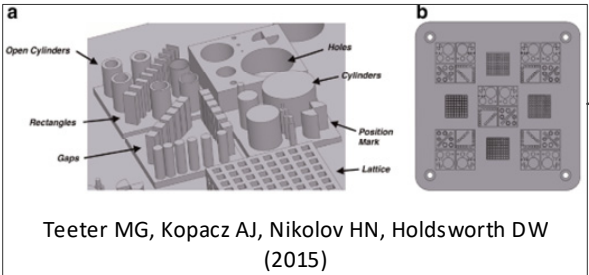 a
b
Open Cylinders
Holes
Cylinders
Rectangles
Gaps
Position
Mark
Lattice
Teeter MG, Kopacz AJ, Nikolov HN, Holdsworth DW
(2015)